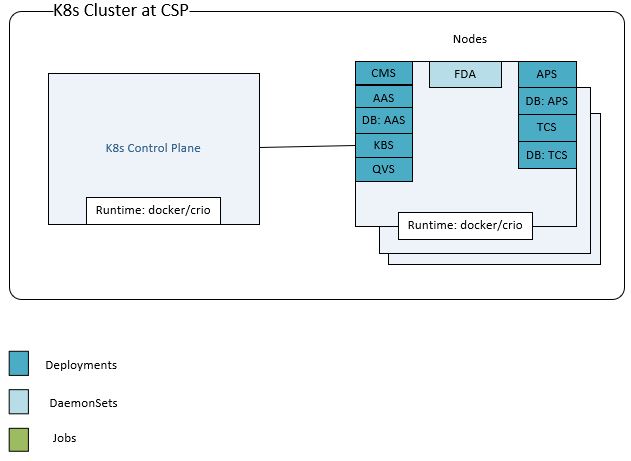 K8s Cluster at CSP
Nodes
K8s Control Plane
Runtime: docker/crio
CMS
AAS
DB: AAS
KBS
QVS
FDA
APS
DB: APS
TCS
DB: TCS
Runtime: docker/crio
Deployments
DaemonSets
Jobs